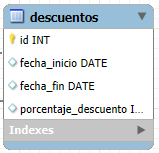 descuentos
id INT
fecha_inicio DATE
fecha_fin DATE
porcentaje_descuento I...
Indexes